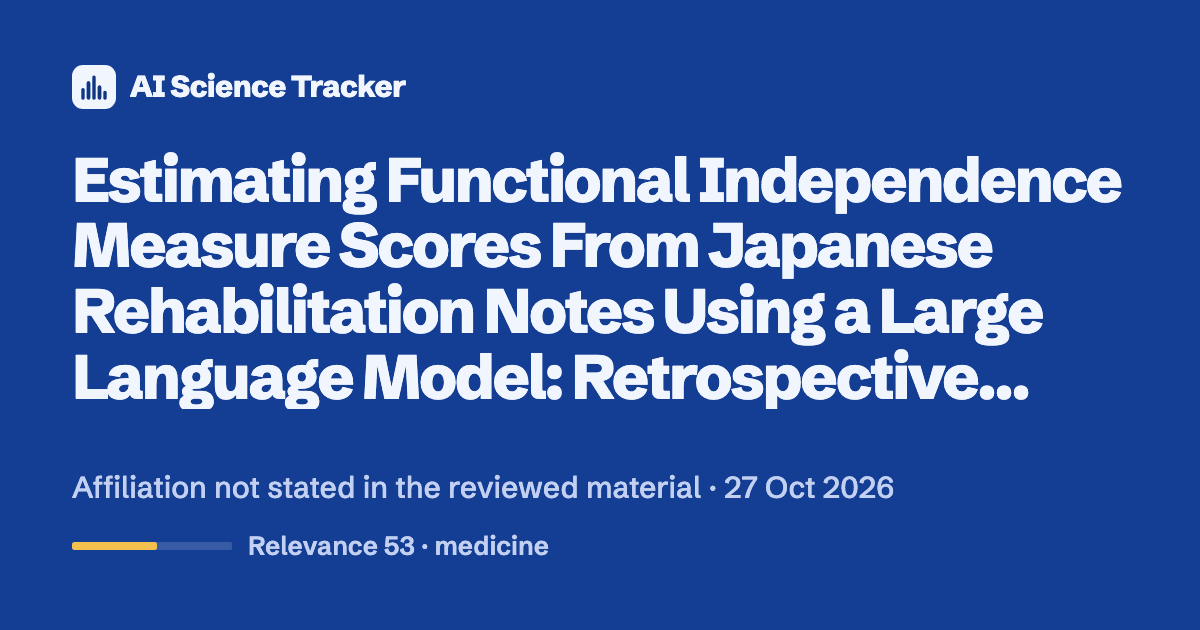 AI Science Tracker
Estimating Functional Independence
Measure Scores From Japanese
Rehabilitation Notes Using a Large
Language Model: Retrospective...
Affiliation not stated in the reviewed material · 27 Oct 2026
Relevance 53 · medicine